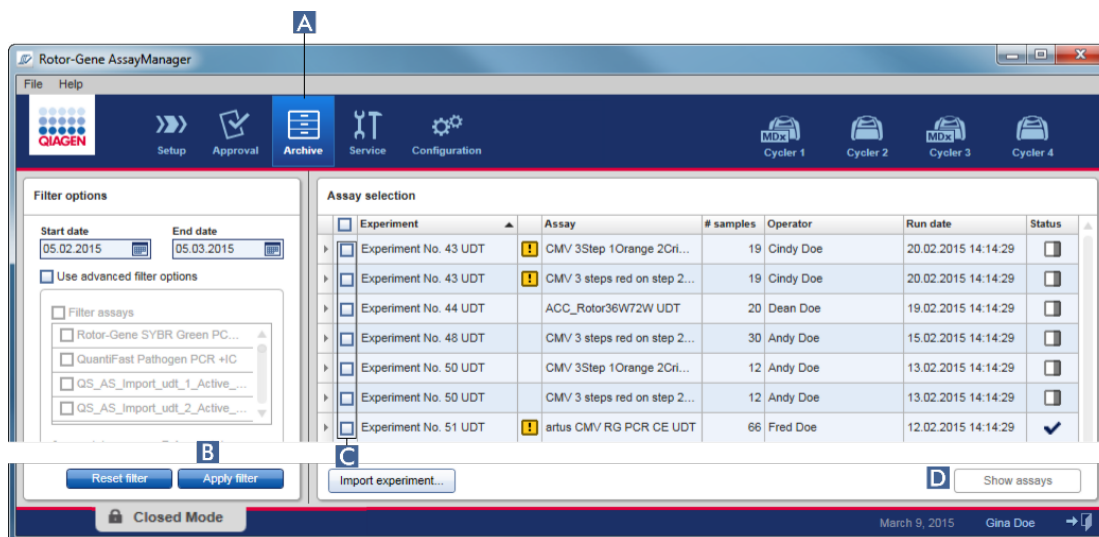 A
Rotor-Gene AssayManager
File Help
QIAGEN
Setup Approval Archive Service Configuration
MDx MDx
Cycler 1 Cycler 2 Cycler 3 Cycler 4
Filter options
Start date End date
05.02.2015 05.03.2015
Use advanced filter options
Filter assays
Rotor-Gene SYBR Green PC...
QuantiFast Pathogen PCR +IC
QS_AS_Import_udt_1_Active_...
QS_AS_Import_udt_2_Active_...
B
Reset filter Apply filter
Assay selection
Experiment Assay # samples Operator Run date Status
Experiment No. 43 UDT ! CMV 3Step 1Orange 2Cri... 19 Cindy Doe 20.02.2015 14:14:29
Experiment No. 43 UDT ! CMV 3 steps red on step 2... 19 Cindy Doe 20.02.2015 14:14:29
Experiment No. 44 UDT ACC_Rotor36W72W UDT 20 Dean Doe 19.02.2015 14:14:29
Experiment No. 48 UDT CMV 3 steps red on step 2... 30 Andy Doe 15.02.2015 14:14:29
Experiment No. 50 UDT CMV 3Step 1Orange 2Cri... 12 Andy Doe 13.02.2015 14:14:29
Experiment No. 50 UDT CMV 3 steps red on step 2... 12 Andy Doe 13.02.2015 14:14:29
Experiment No. 51 UDT ! artus CMV RG PCR CE UDT 66 Fred Doe 12.02.2015 14:14:29
C
Import experiment... D Show assays
Closed Mode March 9, 2015 Gina Doe